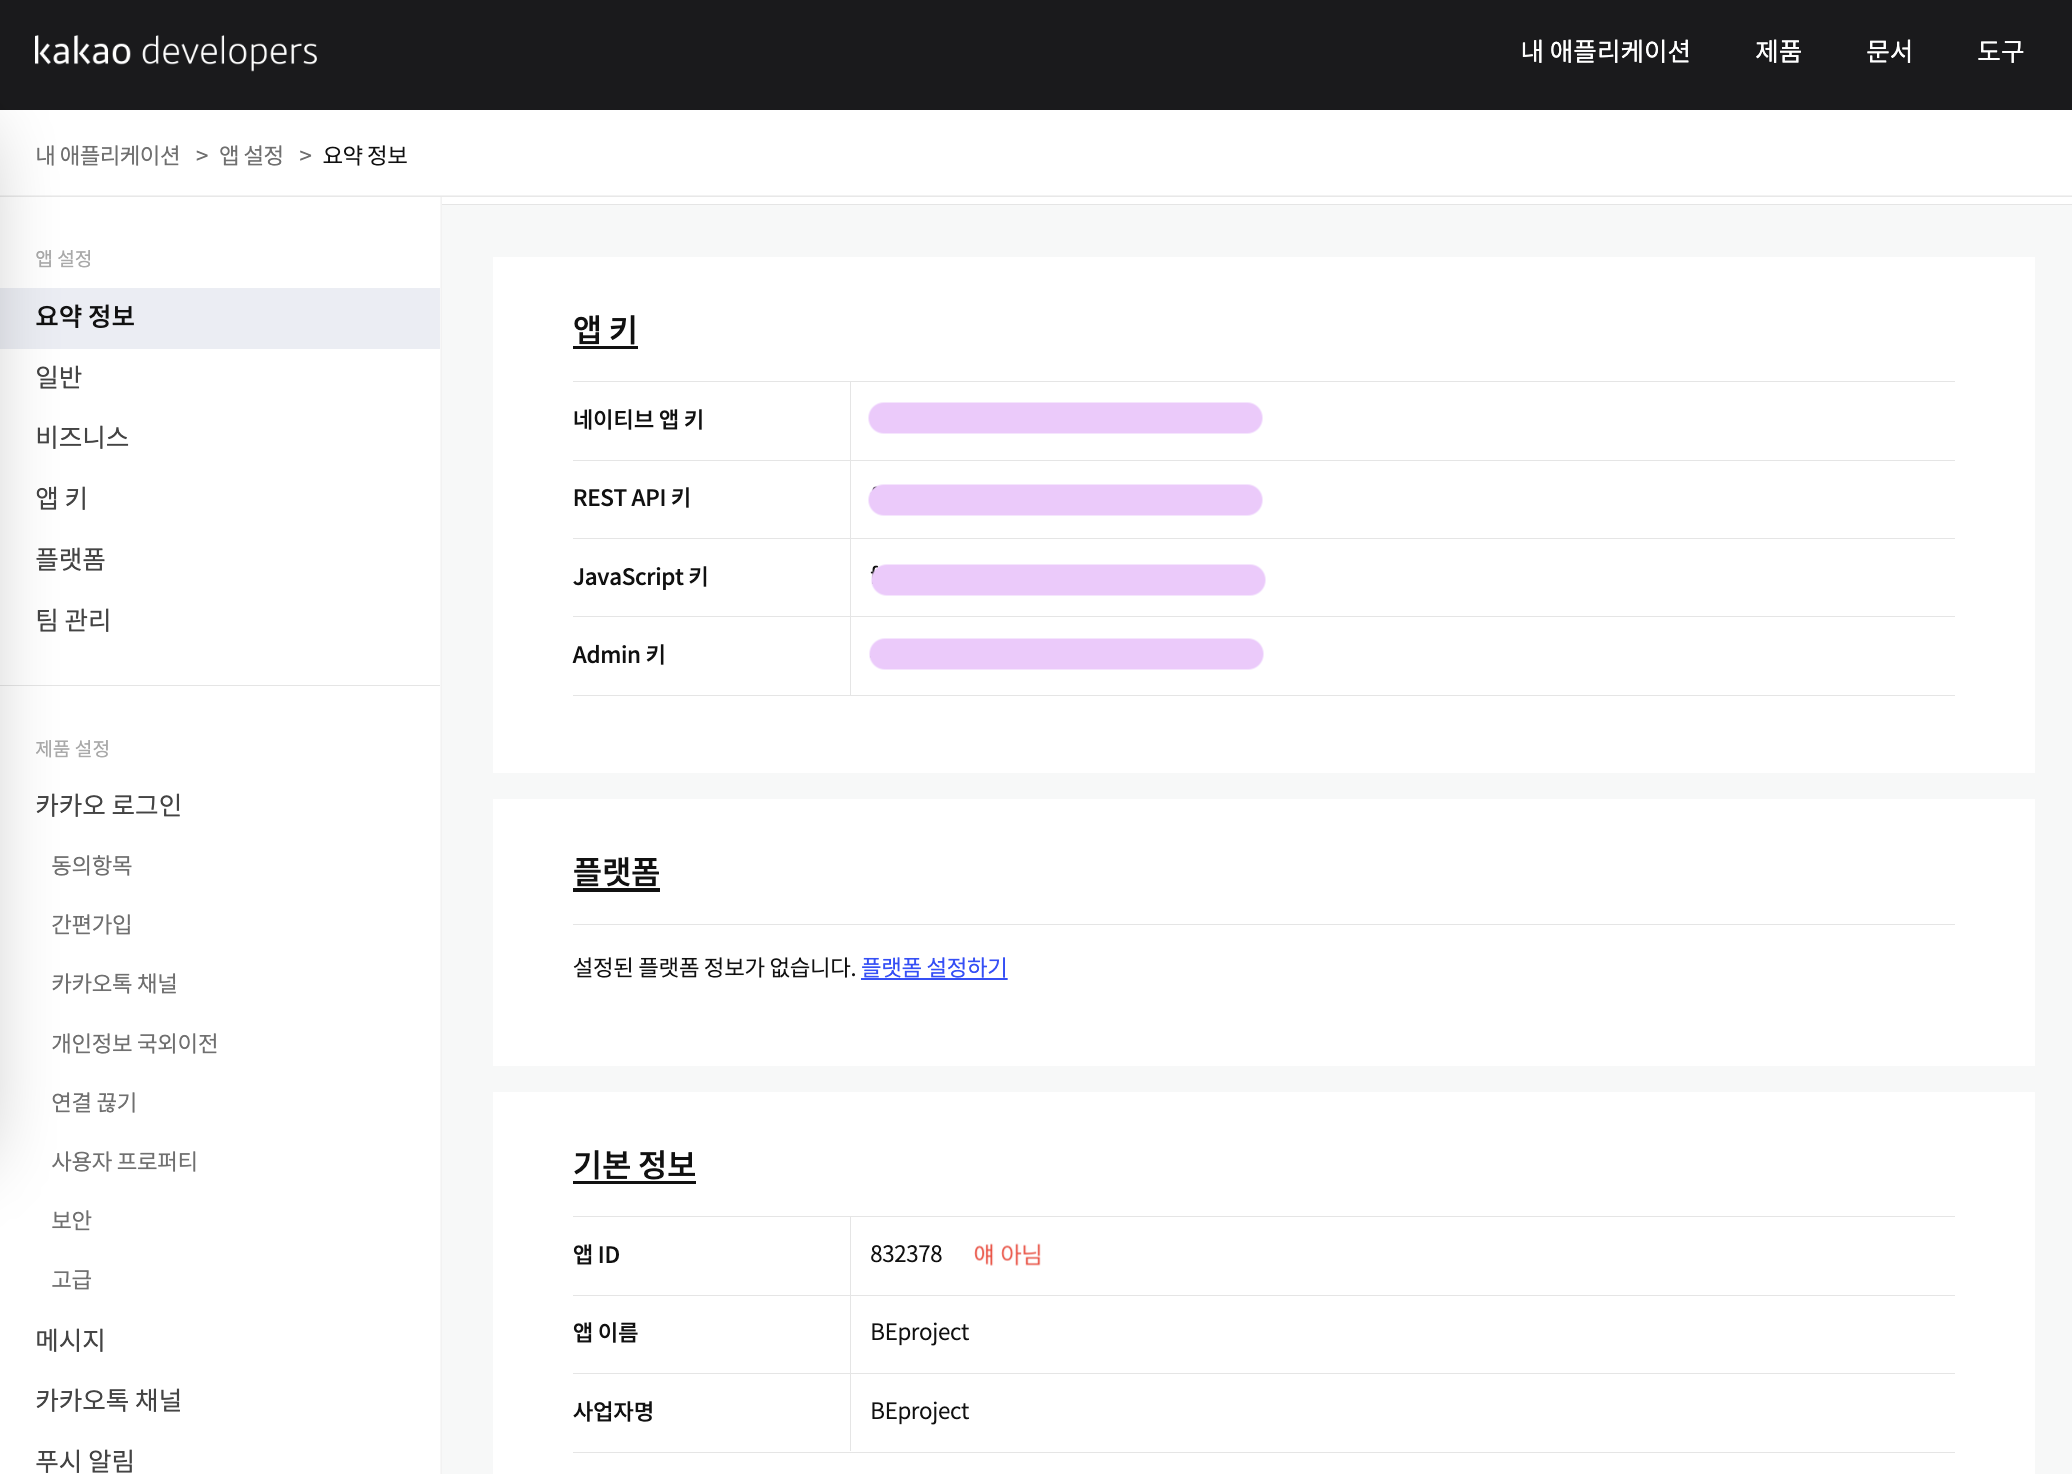 kakao developers
내 애플리케이션 제품 문서 도구
내 애플리케이션 > 앱 설정 > 요약 정보
앱 설정
요약 정보
일반
비즈니스
앱 키
플랫폼
팀 관리
제품 설정
카카오 로그인
동의항목
간편가입
카카오톡 채널
개인정보 국외이전
연결 끊기
사용자 프로퍼티
보안
고급
메시지
카카오톡 채널
푸시 알림
앱 키
네이티브 앱 키
REST API 키
JavaScript 키
Admin 키
플랫폼
설정된 플랫폼 정보가 없습니다. 플랫폼 설정하기
기본 정보
앱 ID 832378 얘 아님
앱 이름 BEproject
사업자명 BEproject